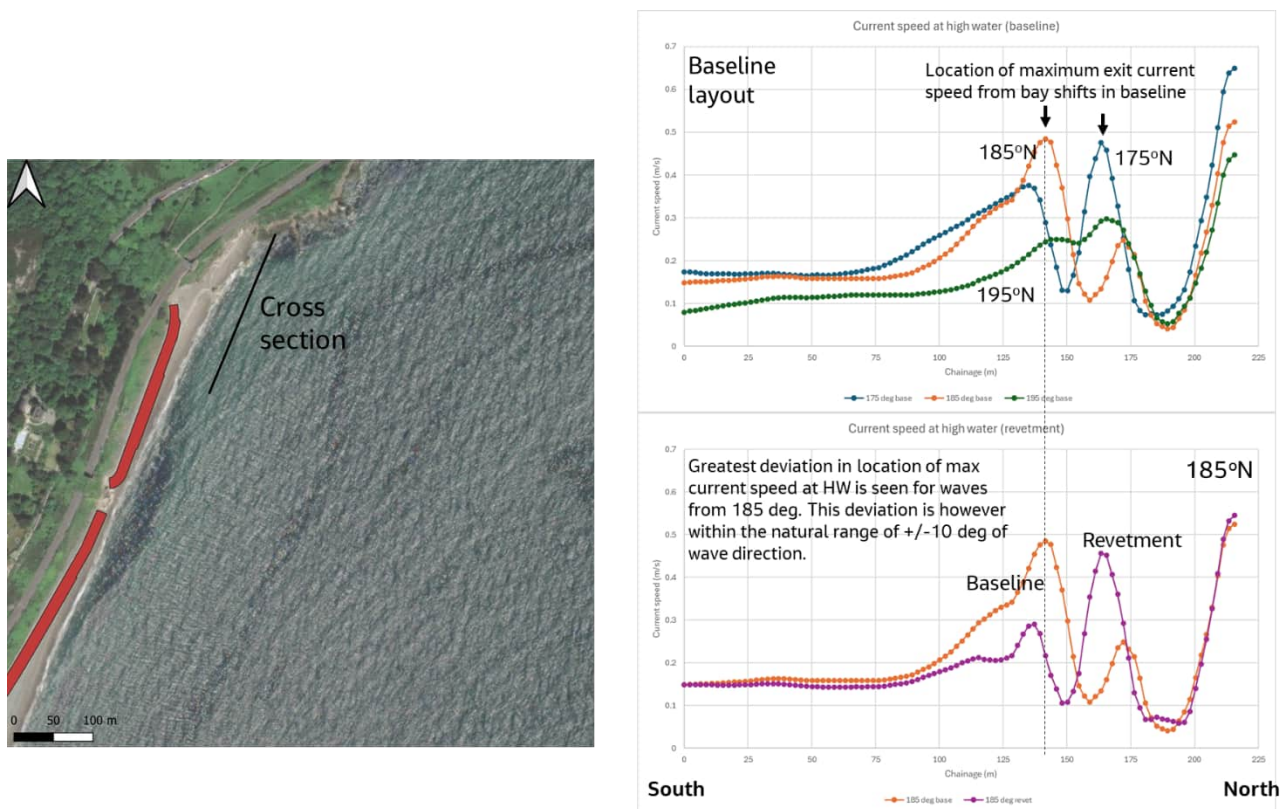 Cross
section
0 50 100 m
Current speed at high water (baseline)
Baseline
layout
Location of maximum exit current
speed from bay shifts in baseline
185°N
175°N
195°N
0.7
0.6
0.5
0.4
0.3
0.2
0.1
0
Current speed (m/s)
0 25 50 75 100 125 150 175 200 225
Chainage (m)
175 deg base 185 deg base 195 deg base
Current speed at high water (revetment)
Greatest deviation in location of max
current speed at HW is seen for waves
from 185 deg. This deviation is however
within the natural range of +/-10 deg of
wave direction.
185°N
Baseline
Revetment
0.7
0.6
0.5
0.4
0.3
0.2
0.1
0
Current speed (m/s)
0 25 50 75 100 125 150 175 200 225
Chainage (m)
South
North
185 deg base 185 deg revet